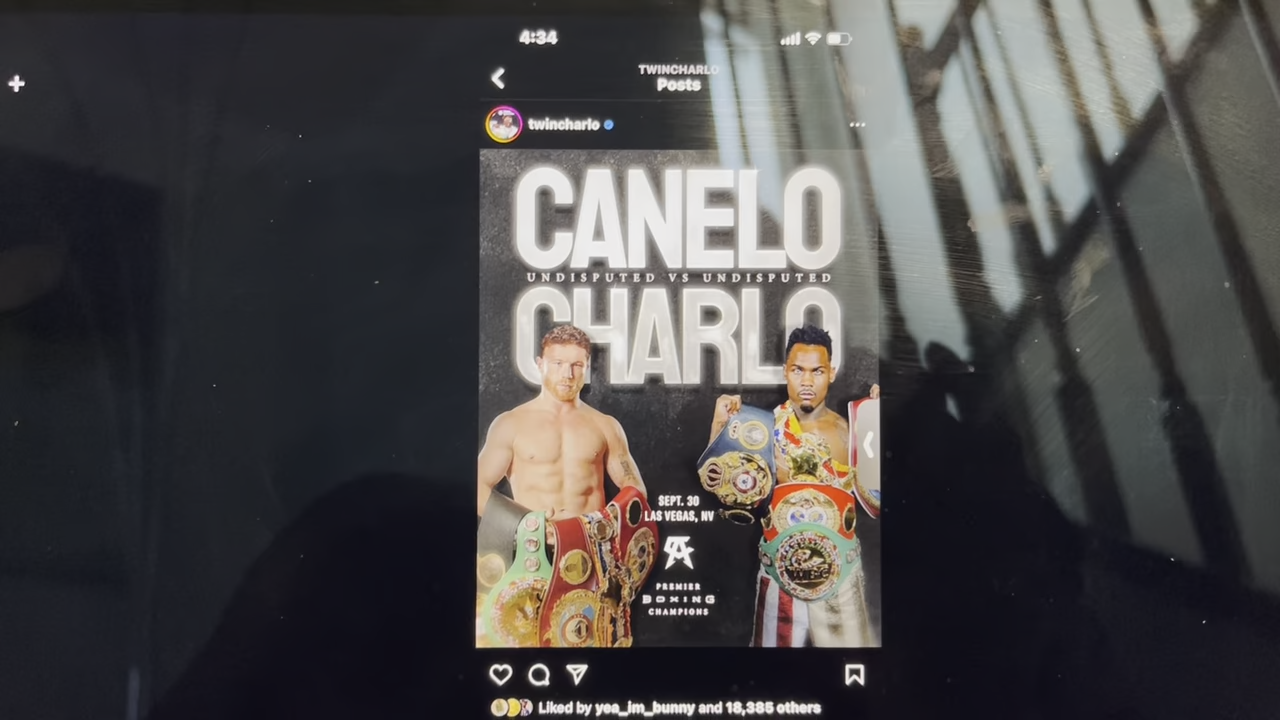 4:34
TWINCHARLO
Posts
twincharlo
CANELO
UNDISPUTED VS UNDISPUTED
CHARLO
SEPT. 30
LAS VEGAS, NV
PREMIER
BOXING
CHAMPIONS
WBC
Liked by yea_im_bunny and 18,385 others